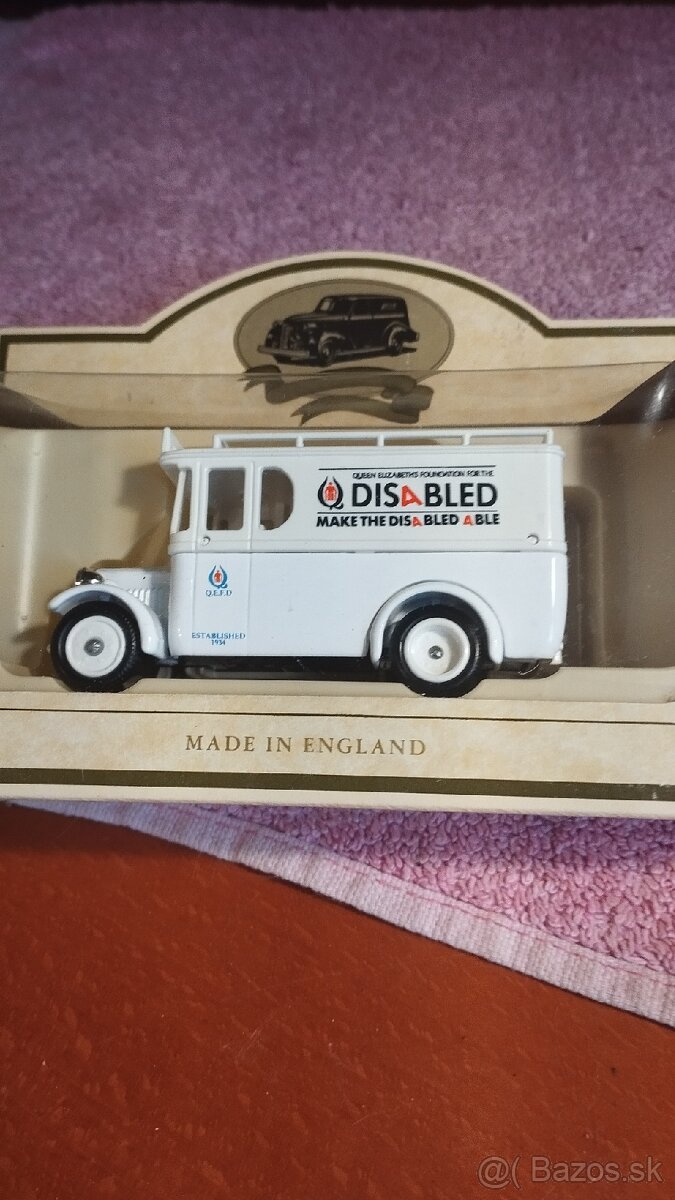 QUEEN ELIZABETH'S FOUNDATION FOR THE
DISABLED
MAKE THE DISABLED ABLE
Q.E.F.D
ESTABLISHED
1934
MADE IN ENGLAND
@( Bazos.sk